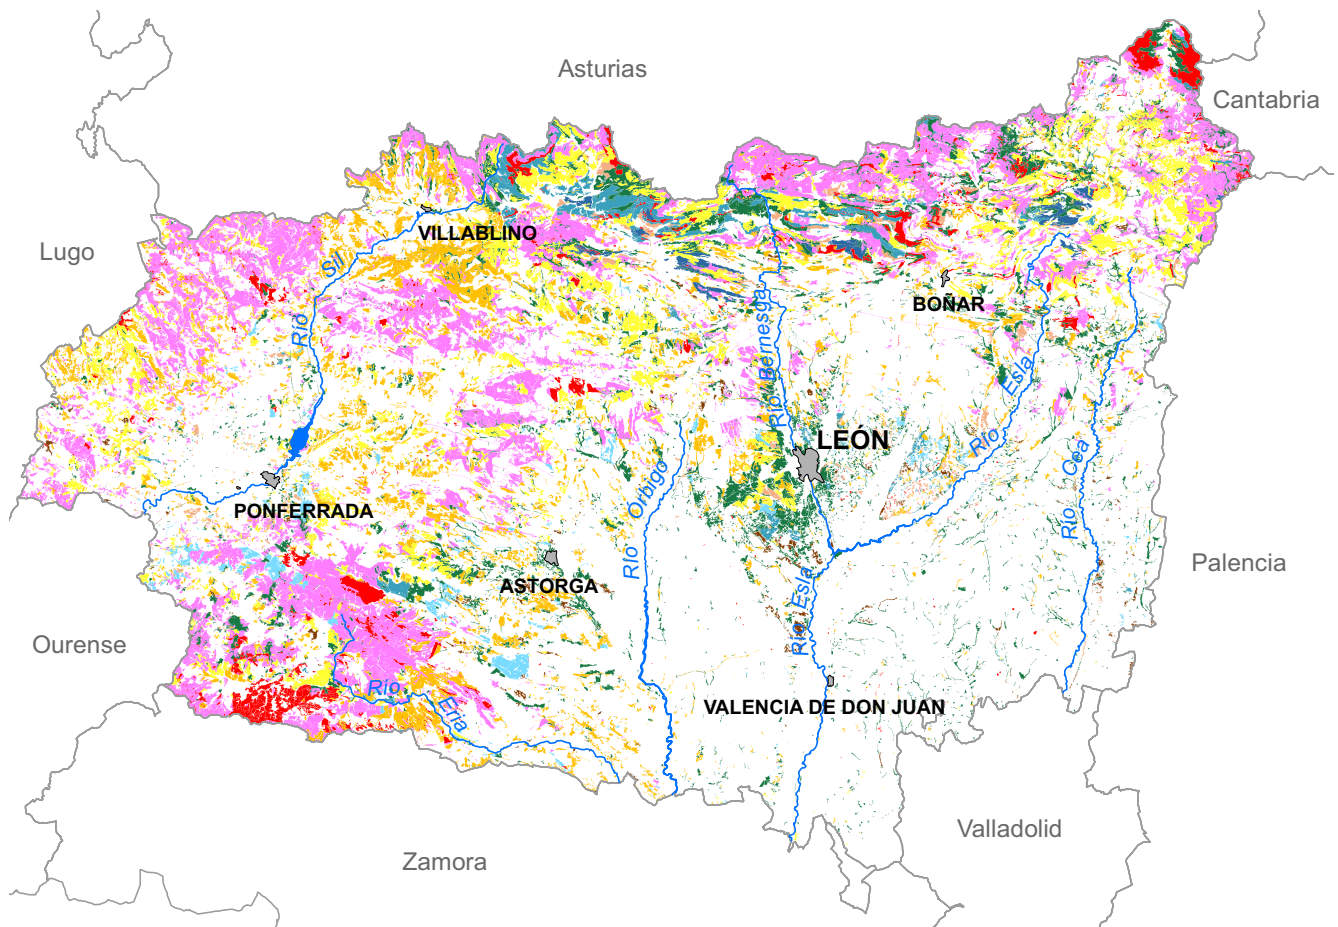 Asturias
Cantabria
Lugo
VILLABLINO
Río Sil
BOÑAR
Río Bernesga
Río Esla
LEÓN
Río Orbigo
Río Cea
PONFERRADA
ASTORGA
Palencia
Río Esla
Ourense
Río Eria
VALENCIA DE DON JUAN
Valladolid
Zamora